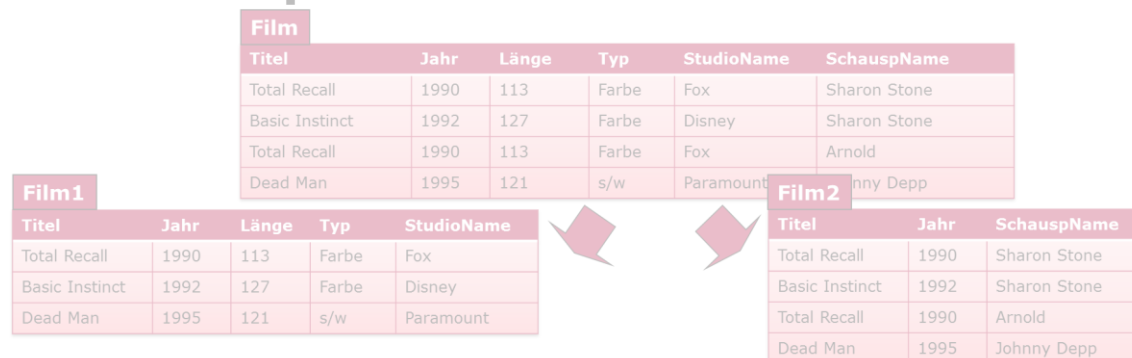 Film
Titel Jahr Länge Typ StudioName SchauspName
Total Recall 1990 113 Farbe Fox Sharon Stone
Basic Instinct 1992 127 Farbe Disney Sharon Stone
Total Recall 1990 113 Farbe Fox Arnold
Dead Man 1995 121 s/w Paramount nny Depp
Film1
Titel Jahr Länge Typ StudioName
Total Recall 1990 113 Farbe Fox
Basic Instinct 1992 127 Farbe Disney
Dead Man 1995 121 s/w Paramount
Film2
Titel Jahr SchauspName
Total Recall 1990 Sharon Stone
Basic Instinct 1992 Sharon Stone
Total Recall 1990 Arnold
Dead Man 1995 Johnny Depp